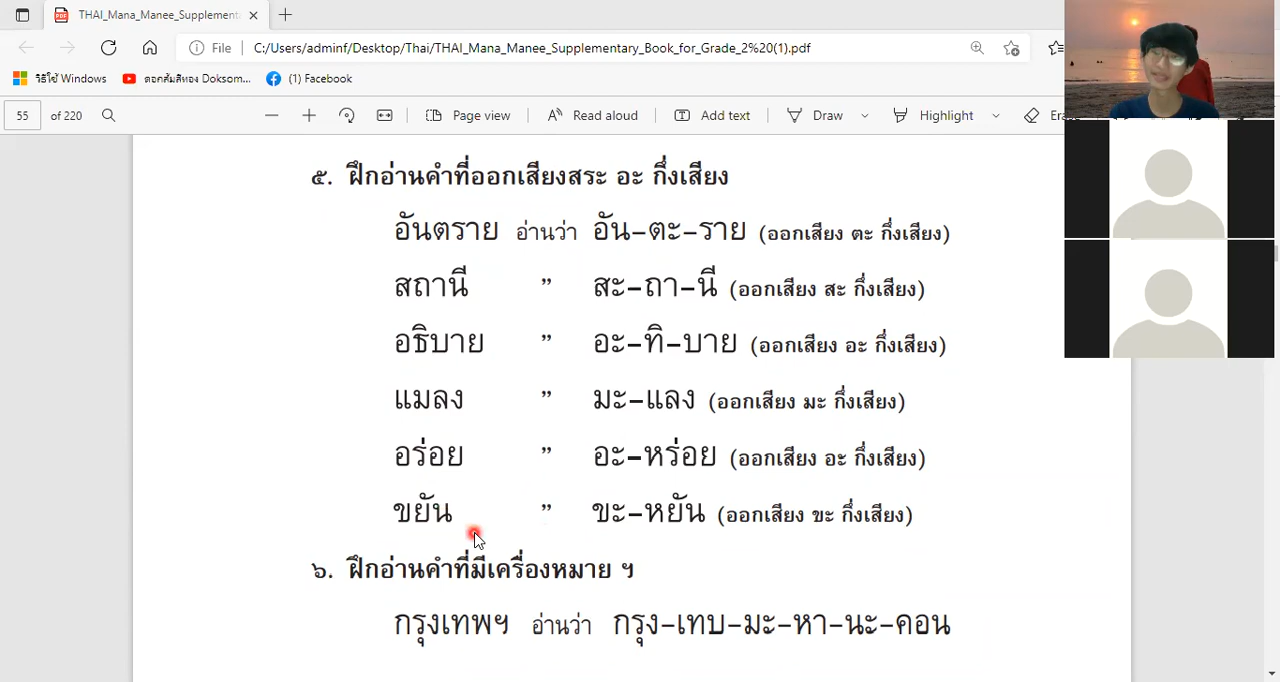 THAI_Mana_Manee_Supplementa
File C:/Users/adminf/Desktop/Thai/THAI_Mana_Manee_Supplementary_Book_for_Grade_2%20(1).pdf
วิธีใช้ Windows ดอกส้มสีทอง Doksom... (1) Facebook
55 of 220 Page view Read aloud Add text Draw Highlight
๕. ฝึกอ่านคำที่ออกเสียงสระ อะ กึ่งเสียง
อันตราย อ่านว่า อัน-ตะ-ราย (ออกเสียง ตะ กึ่งเสียง)
สถานี ” สะ-ถา-นี (ออกเสียง สะ กึ่งเสียง)
อธิบาย ” อะ-ทิ-บาย (ออกเสียง อะ กึ่งเสียง)
แมลง ” มะ-แลง (ออกเสียง มะ กึ่งเสียง)
อร่อย ” อะ-หร่อย (ออกเสียง อะ กึ่งเสียง)
ขยัน ” ขะ-หยัน (ออกเสียง ขะ กึ่งเสียง)
๖. ฝึกอ่านคำที่มีเครื่องหมาย ฯ
กรุงเทพฯ อ่านว่า กรุง-เทบ-มะ-หา-นะ-คอน